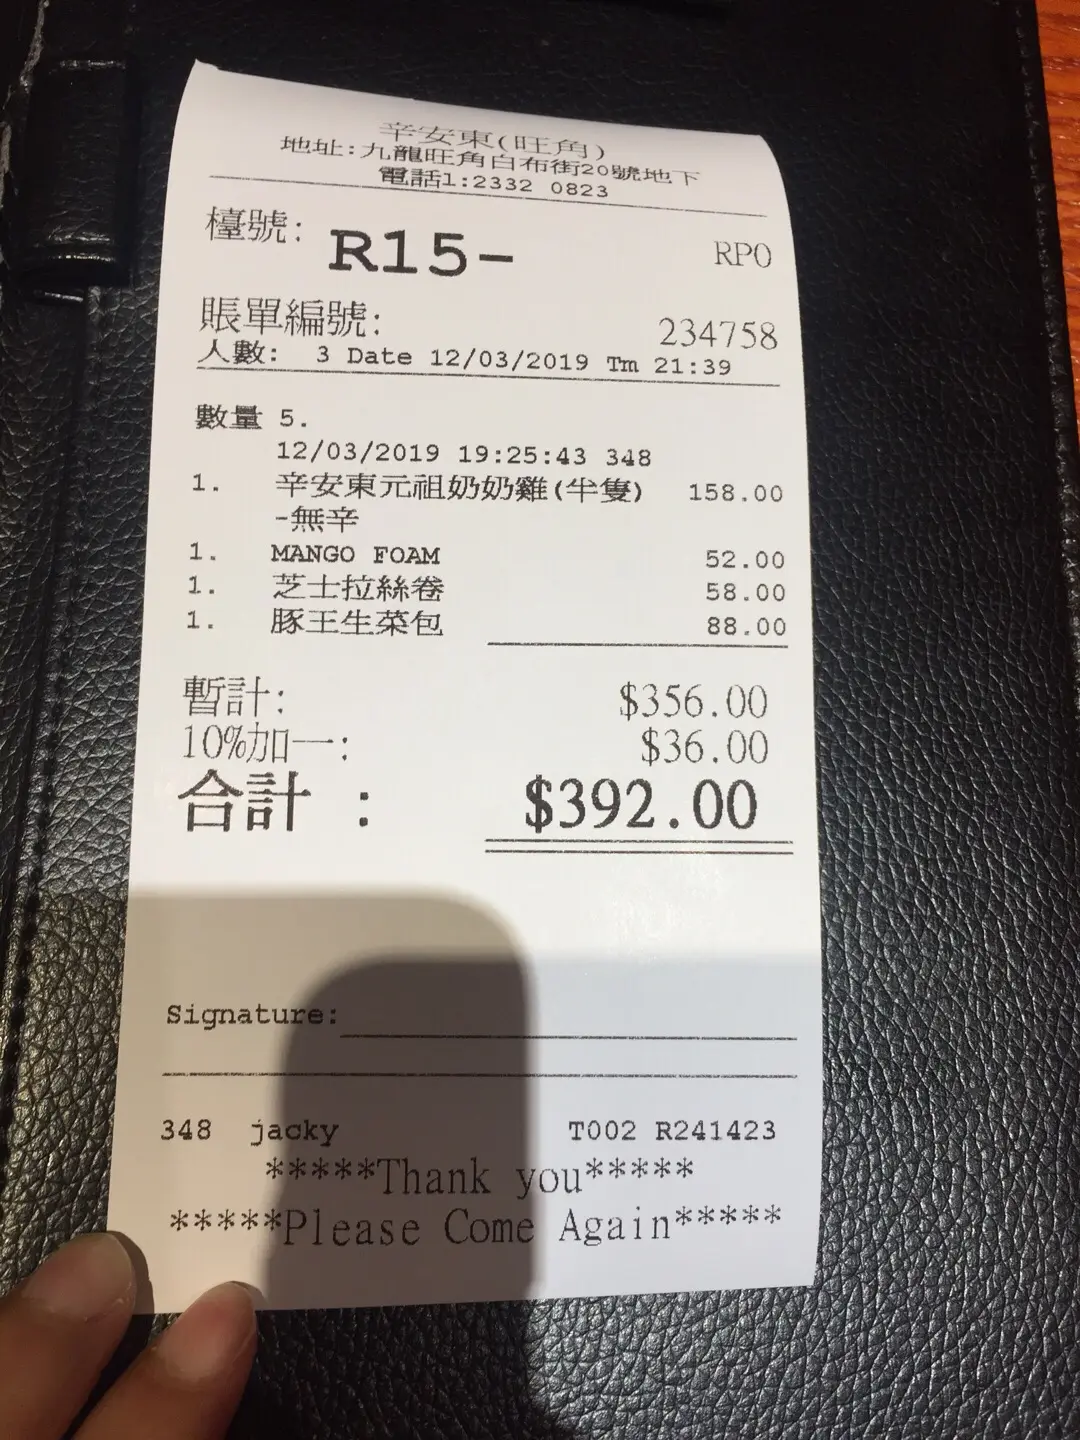 辛安東(旺角)
地址:九龍旺角白布街20號地下
電話1:2332 0823
檯號: R15- RPO
賬單編號: 234758
人數: 3 Date 12/03/2019 Tm 21:39
數量 5.
12/03/2019 19:25:43 348
1. 辛安東元祖奶奶雞(半隻) 158.00
-無辛
1. MANGO FOAM 52.00
1. 芝士拉絲卷 58.00
1. 豚王生菜包 88.00
暫計: $356.00
10%加一: $36.00
合計 : $392.00
Signature:
348 jacky T002 R241423
*****Thank you*****
*****Please Come Again*****